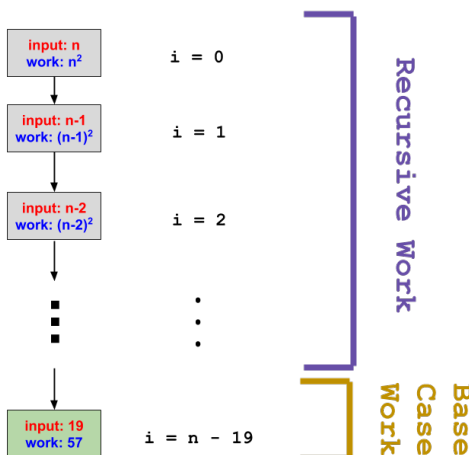 input: n
work: n²
i = 0
input: n-1
work: (n-1)²
i = 1
input: n-2
work: (n-2)²
i = 2
input: 19
work: 57
i = n - 19
Recursive Work
Base
Case
Work